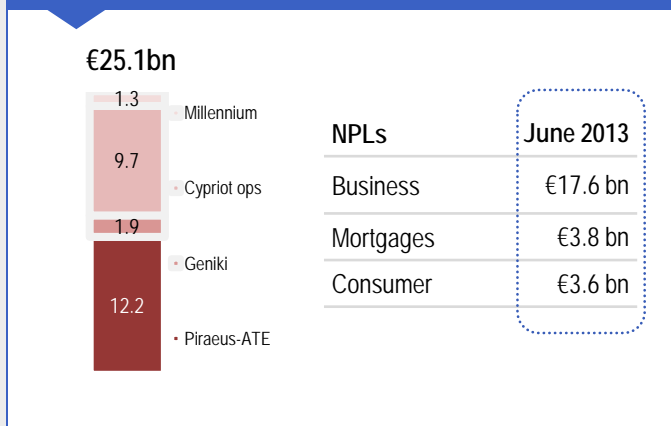 €25.1bn
1.3
Millennium
9.7
Cypriot ops
1.9
Geniki
12.2
Piraeus-ATE
NPLs June 2013
Business €17.6 bn
Mortgages €3.8 bn
Consumer €3.6 bn